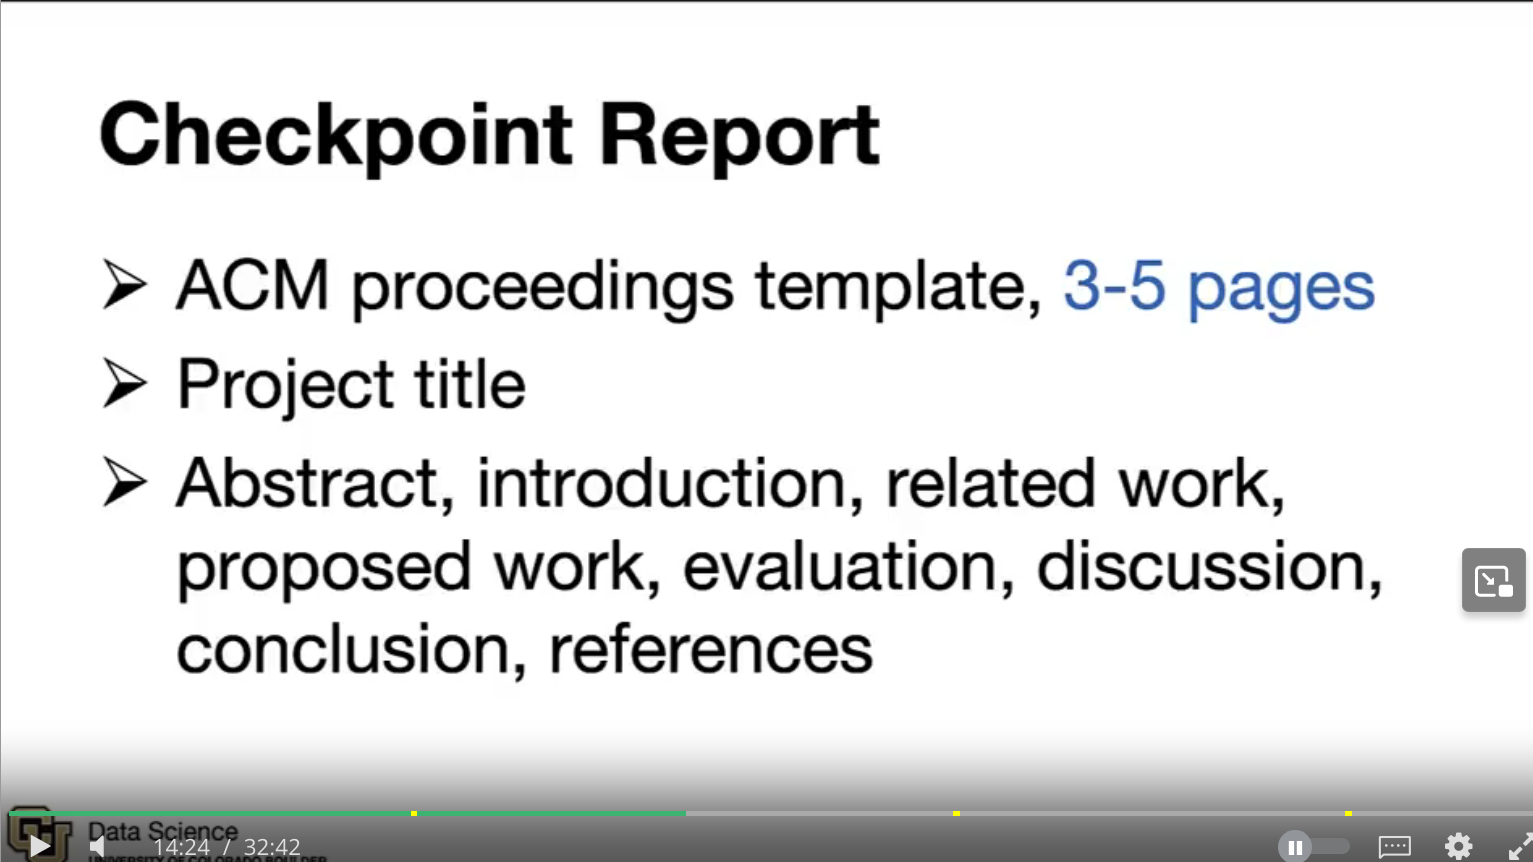 Checkpoint Report
➢ ACM proceedings template, 3-5 pages
➢ Project title
➢ Abstract, introduction, related work,
proposed work, evaluation, discussion,
conclusion, references
Data Science
UNIVERSITY OF COLORADO BOULDER
14:24 / 32:42